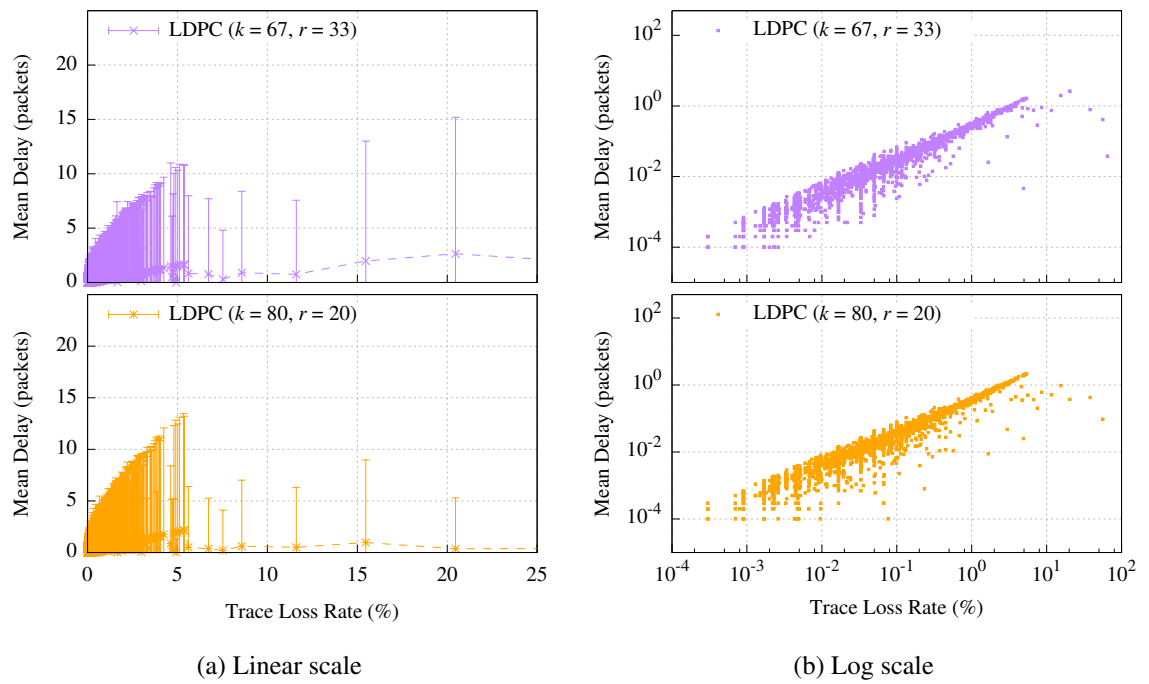 LDPC (k = 67, r = 33)
Mean Delay (packets)
20
15
10
5
0
LDPC (k = 80, r = 20)
Mean Delay (packets)
20
15
10
5
0
0 5 10 15 20 25
Trace Loss Rate (%)
(a) Linear scale
LDPC (k = 67, r = 33)
Mean Delay (packets)
10^2
10^0
10^-2
10^-4
LDPC (k = 80, r = 20)
Mean Delay (packets)
10^2
10^0
10^-2
10^-4
10^-4 10^-3 10^-2 10^-1 10^0 10^1 10^2
Trace Loss Rate (%)
(b) Log scale